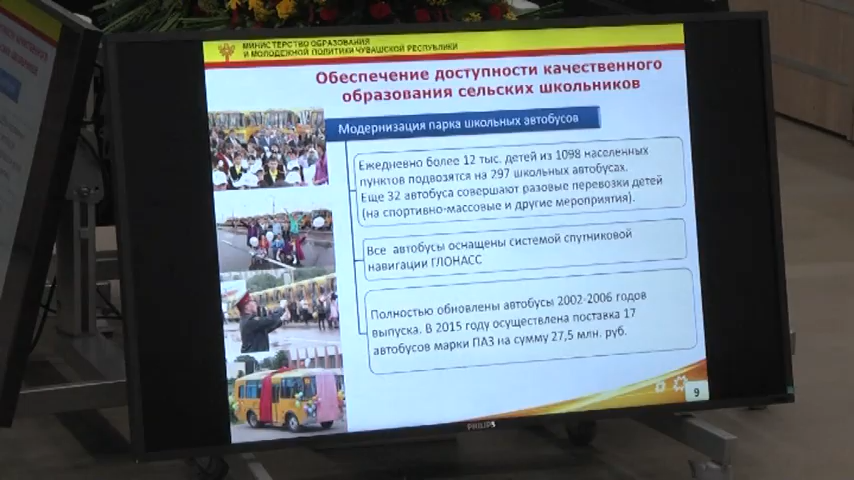 МИНИСТЕРСТВО ОБРАЗОВАНИЯ
И МОЛОДЕЖНОЙ ПОЛИТИКИ ЧУВАШСКОЙ РЕСПУБЛИКИ
Обеспечение доступности качественного
образования сельских школьников
Модернизация парка школьных автобусов
Ежедневно более 12 тыс. детей из 1098 населенных
пунктов подвозятся на 297 школьных автобусах.
Еще 32 автобуса совершают разовые перевозки детей
(на спортивно-массовые и другие мероприятия).
Все автобусы оснащены системой спутниковой
навигации ГЛОНАСС
Полностью обновлены автобусы 2002-2006 годов
выпуска. В 2015 году осуществлена поставка 17
автобусов марки ПАЗ на сумму 27,5 млн. руб.
9
PHILIPS